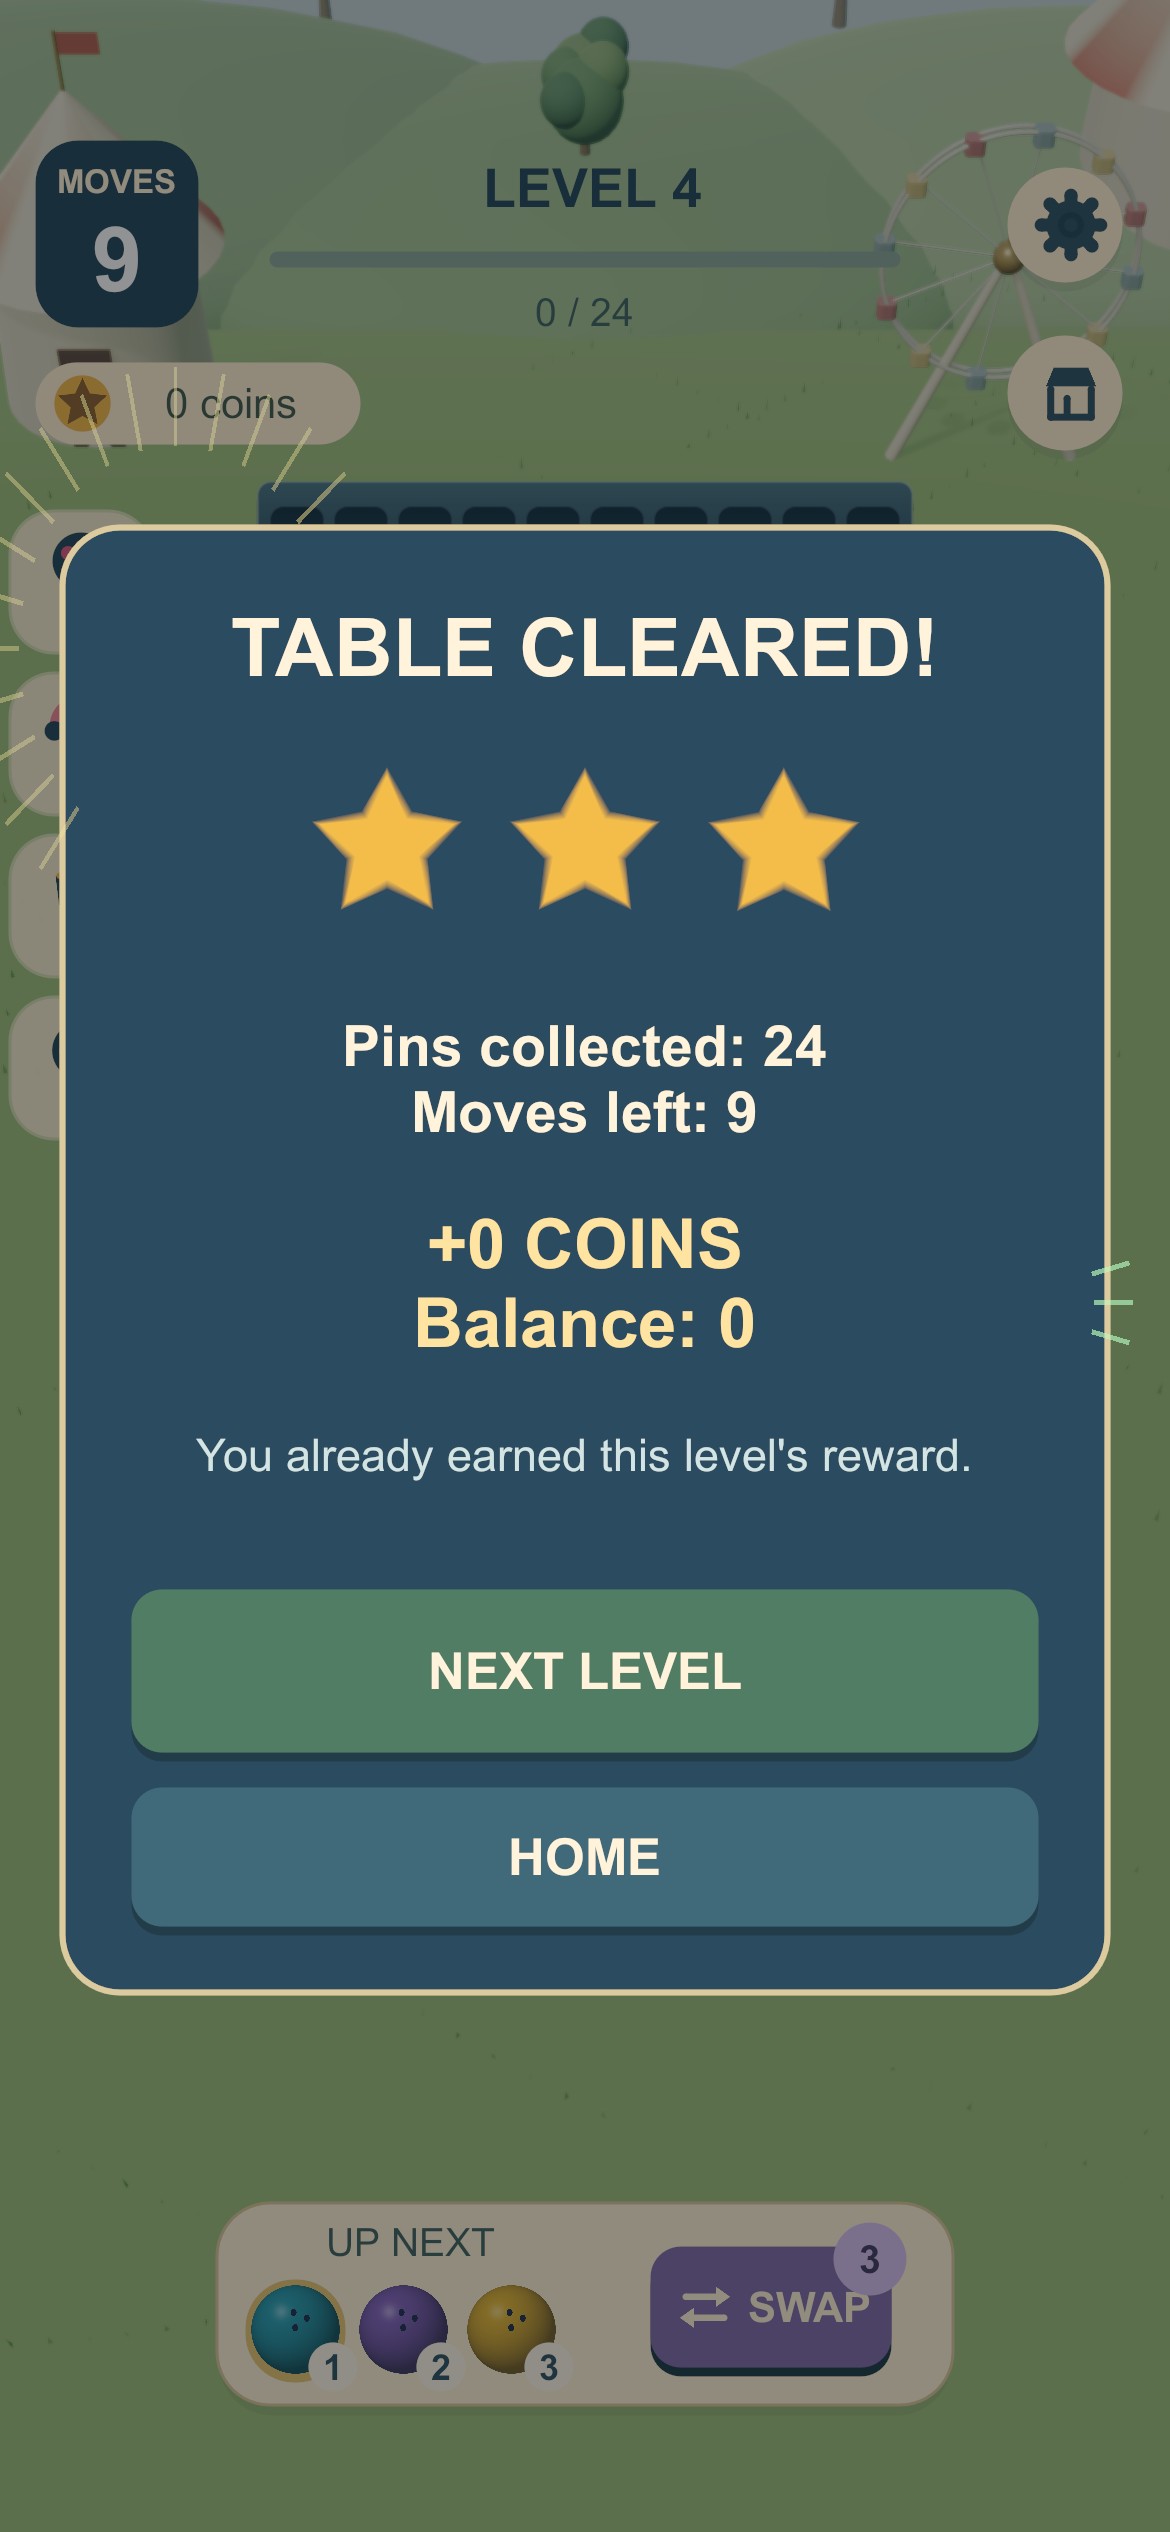 MOVES
9
LEVEL 4
0 / 24
0 coins
TABLE CLEARED!
Pins collected: 24
Moves left: 9
+0 COINS
Balance: 0
You already earned this level's reward.
NEXT LEVEL
HOME
UP NEXT
1
2
3
SWAP
3